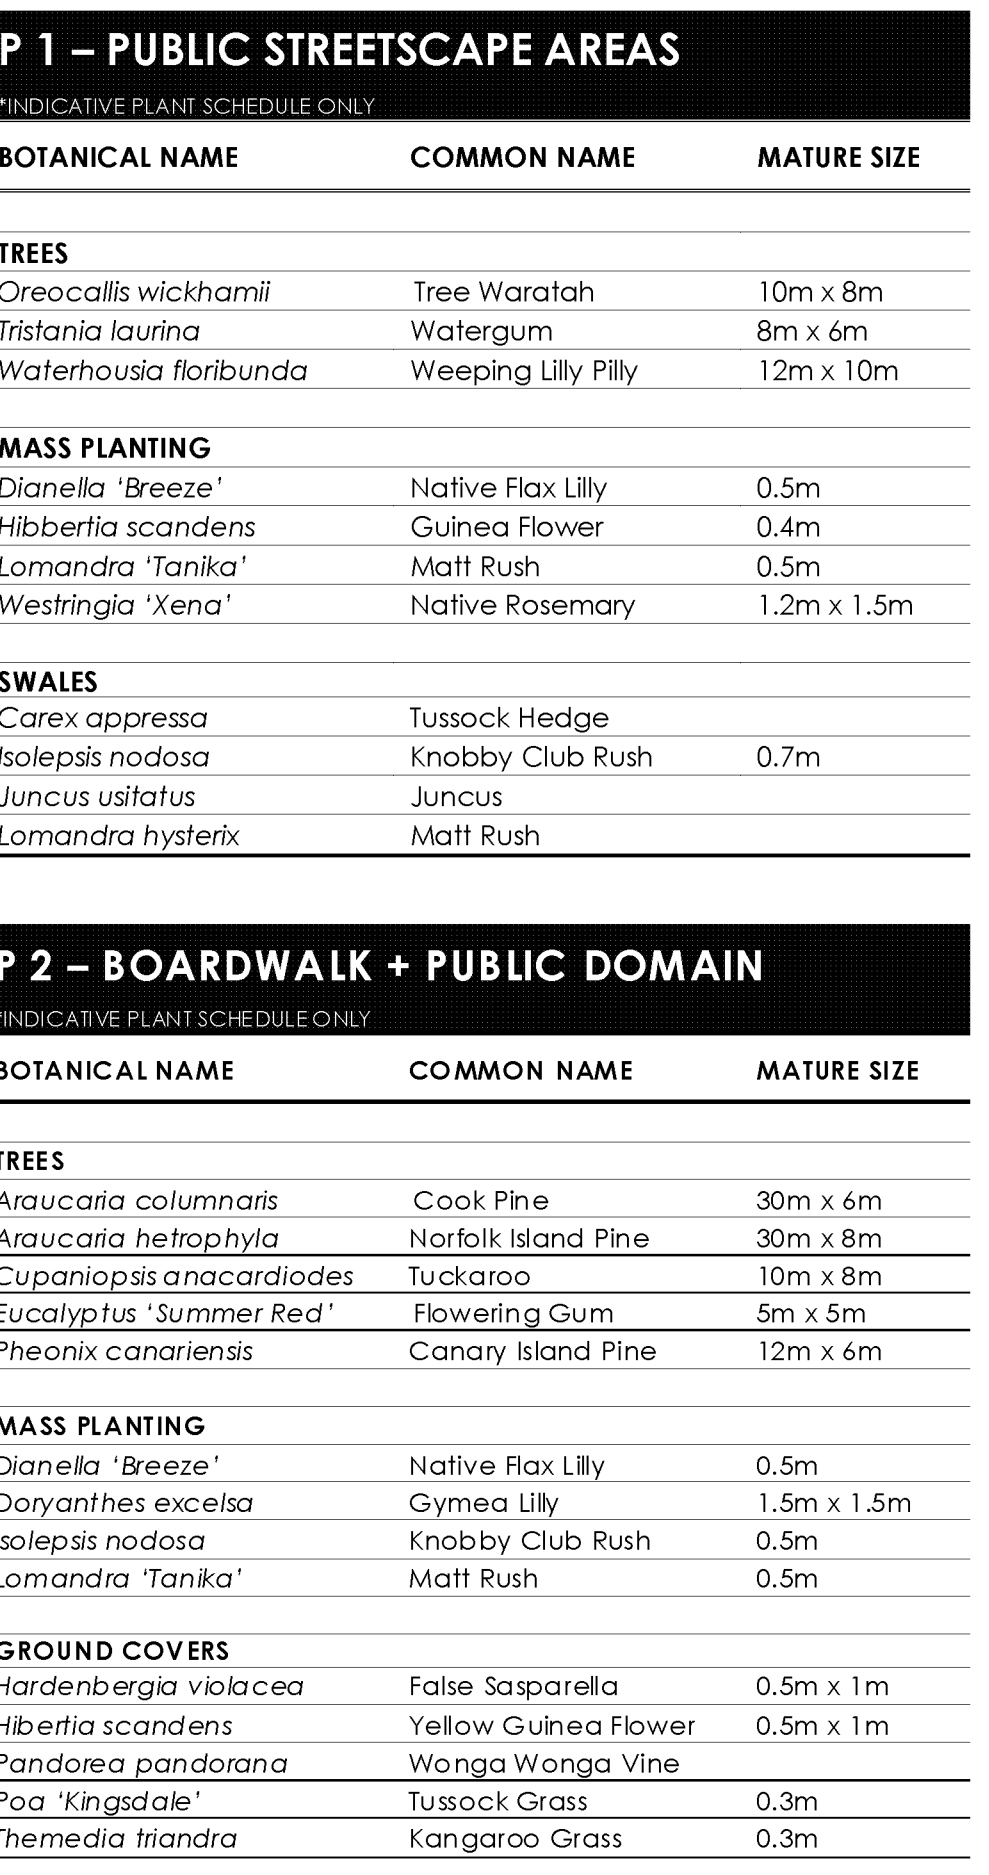 P 1 – PUBLIC STREETSCAPE AREAS
*INDICATIVE PLANT SCHEDULE ONLY
BOTANICAL NAME COMMON NAME MATURE SIZE
TREES
Oreocallis wickhamii Tree Waratah 10m x 8m
Tristania laurina Watergum 8m x 6m
Waterhousia floribunda Weeping Lilly Pilly 12m x 10m
MASS PLANTING
Dianella ‘Breeze’ Native Flax Lilly 0.5m
Hibbertia scandens Guinea Flower 0.4m
Lomandra ‘Tanika’ Matt Rush 0.5m
Westringia ‘Xena’ Native Rosemary 1.2m x 1.5m
SWALES
Carex appressa Tussock Hedge
Isolepsis nodosa Knobby Club Rush 0.7m
Juncus usitatus Juncus
Lomandra hysterix Matt Rush
P 2 – BOARDWALK + PUBLIC DOMAIN
*INDICATIVE PLANT SCHEDULE ONLY
BOTANICAL NAME COMMON NAME MATURE SIZE
TREES
Araucaria columnaris Cook Pine 30m x 6m
Araucaria hetrophyla Norfolk Island Pine 30m x 8m
Cupaniopsis anacardiodes Tuckaroo 10m x 8m
Eucalyptus ‘Summer Red’ Flowering Gum 5m x 5m
Pheonix canariensis Canary Island Pine 12m x 6m
MASS PLANTING
Dianella ‘Breeze’ Native Flax Lilly 0.5m
Doryanthes excelsa Gymea Lilly 1.5m x 1.5m
Isolepsis nodosa Knobby Club Rush 0.5m
Lomandra ‘Tanika’ Matt Rush 0.5m
GROUND COVERS
Hardenbergia violacea False Sasparella 0.5m x 1m
Hibertia scandens Yellow Guinea Flower 0.5m x 1m
Pandorea pandorana Wonga Wonga Vine
Poa ‘Kingsdale’ Tussock Grass 0.3m
Themedia triandra Kangaroo Grass 0.3m